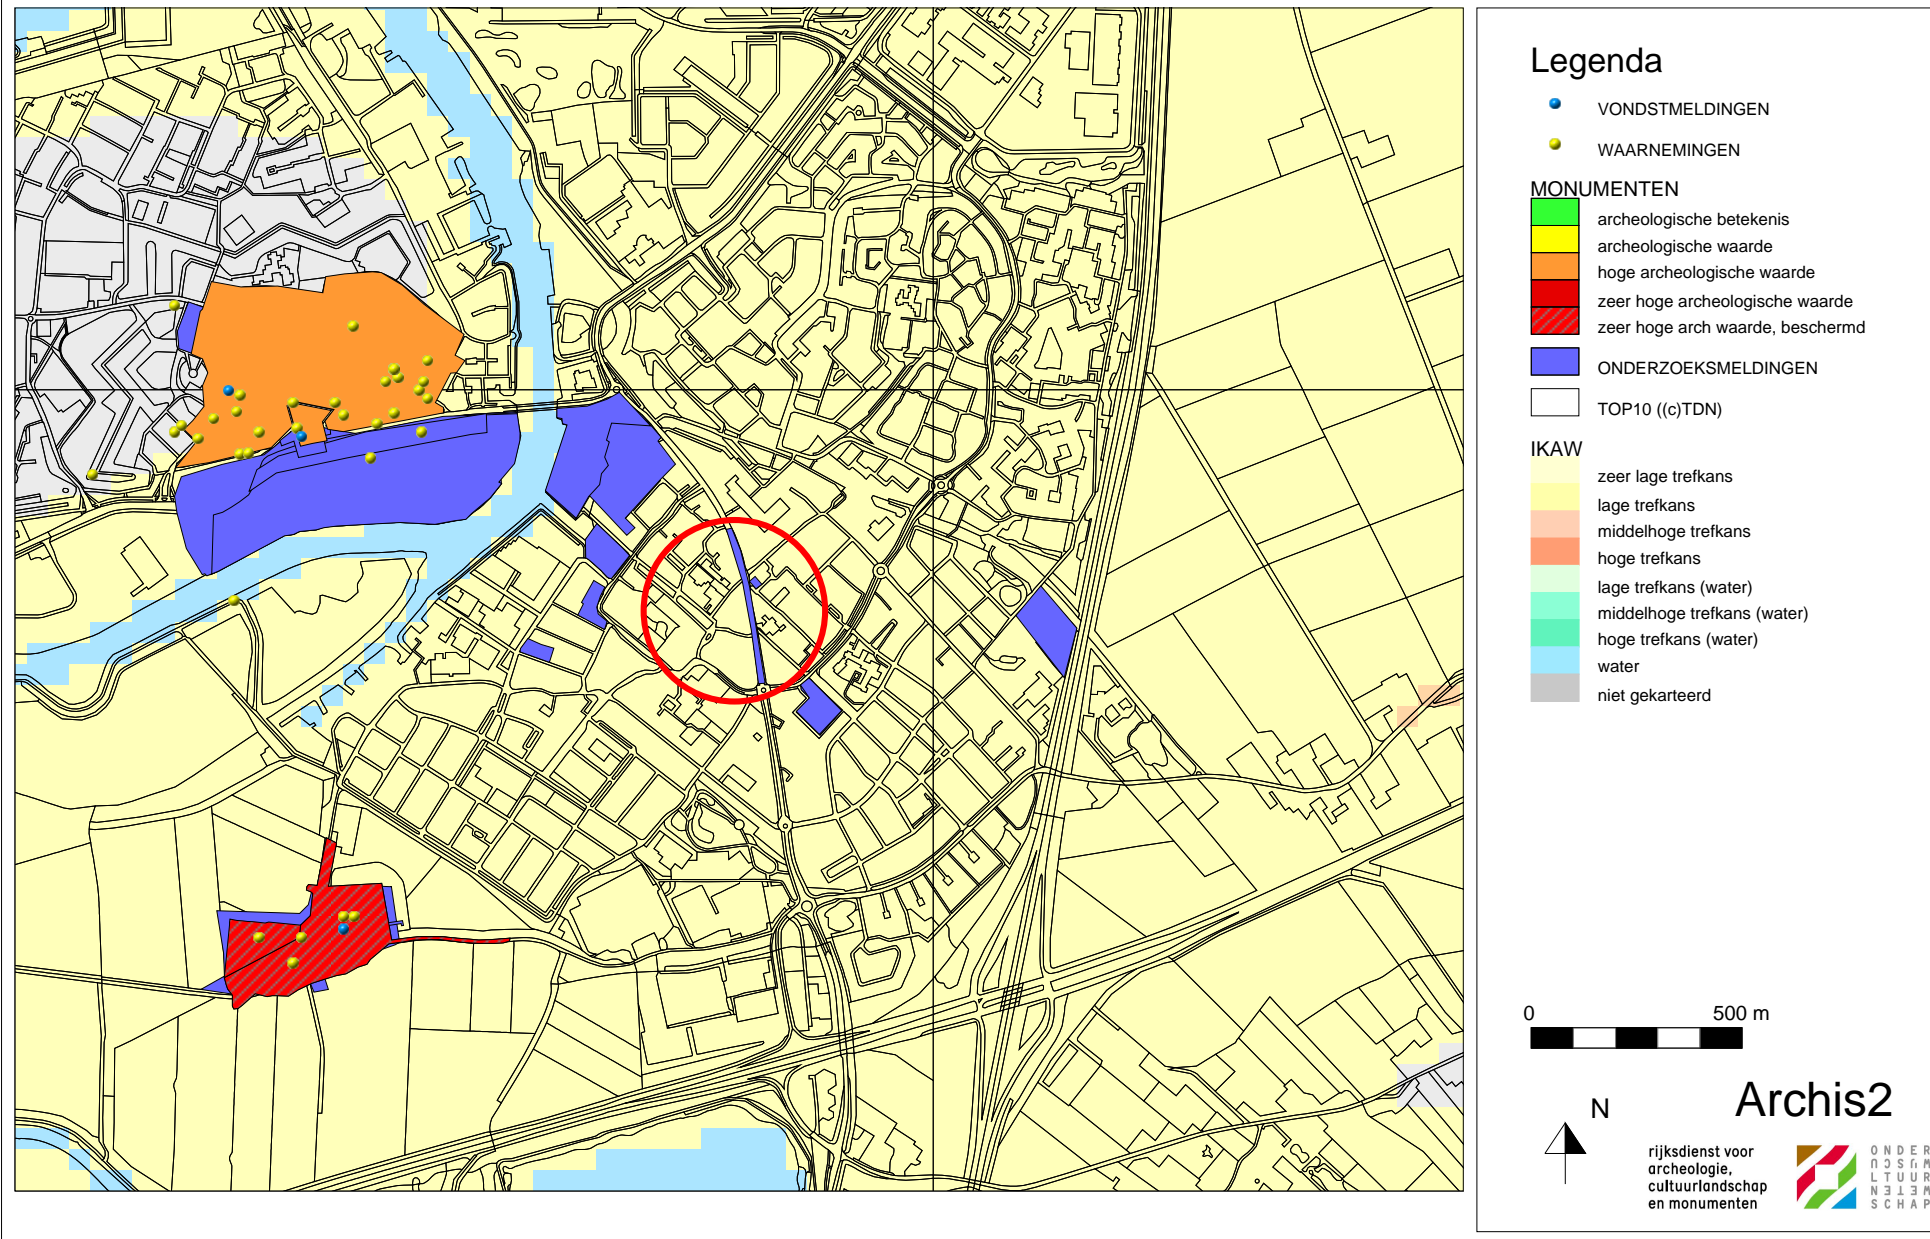 Legenda
VONDSTMELDINGEN
WAARNEMINGEN
MONUMENTEN
archeologische betekenis
archeologische waarde
hoge archeologische waarde
zeer hoge archeologische waarde
zeer hoge arch waarde, beschermd
ONDERZOEKSMELDINGEN
TOP10 ((c)TDN)
IKAW
zeer lage trefkans
lage trefkans
middelhoge trefkans
hoge trefkans
lage trefkans (water)
middelhoge trefkans (water)
hoge trefkans (water)
water
niet gekarteerd
0 500 m
N
Archis2
rijksdienst voor
archeologie,
cultuurlandschap
en monumenten
ONDER
SCHAP